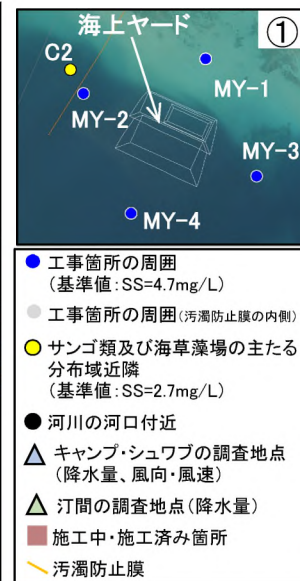 海上ヤード
①
C2
MY-1
MY-2
MY-3
MY-4
工事箇所の周囲
(基準値:SS=4.7mg/L)
工事箇所の周囲(汚濁防止膜の内側)
サンゴ類及び海草藻場の主たる
分布域近隣
(基準値:SS=2.7mg/L)
河川の河口付近
キャンプ・シュワブの調査地点
(降水量、風向・風速)
汀間の調査地点(降水量)
施工中・施工済み箇所
汚濁防止膜